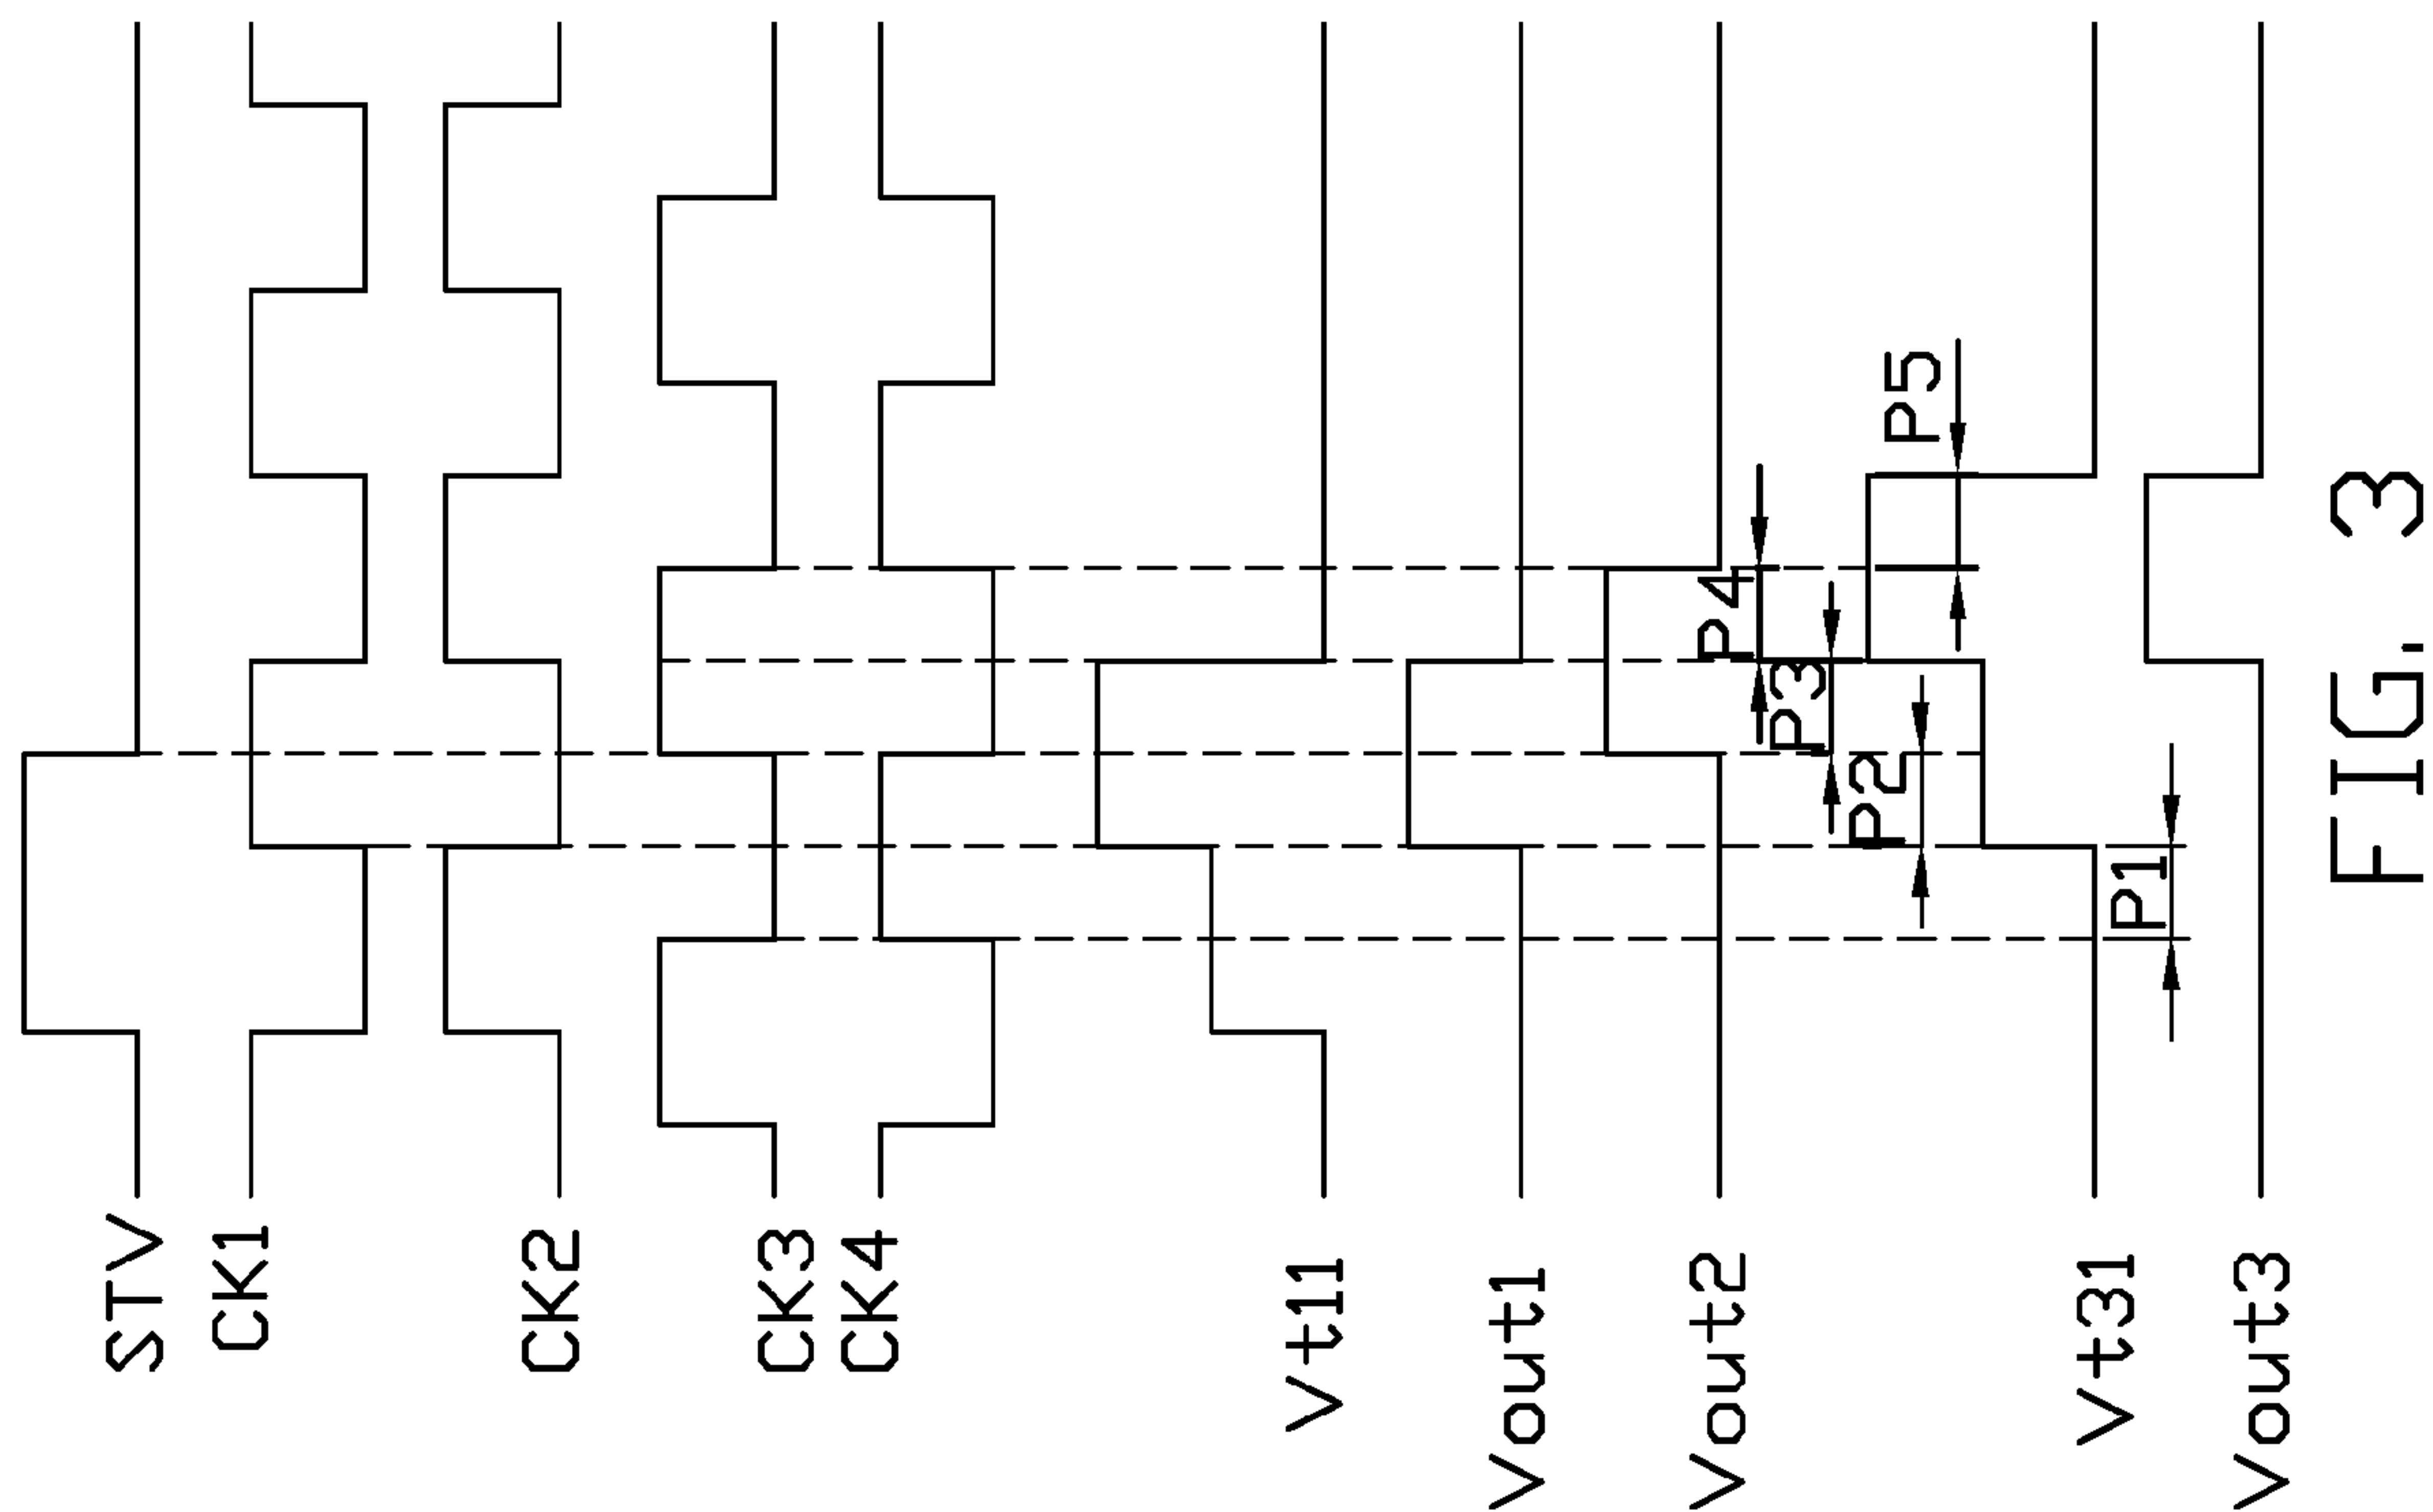 STV
CK1
CK2
CK3
CK4
Vt11
Vout1
Vout2
P4
P3
P2
P5
Vt31
P1
Vout3
FIG. 3